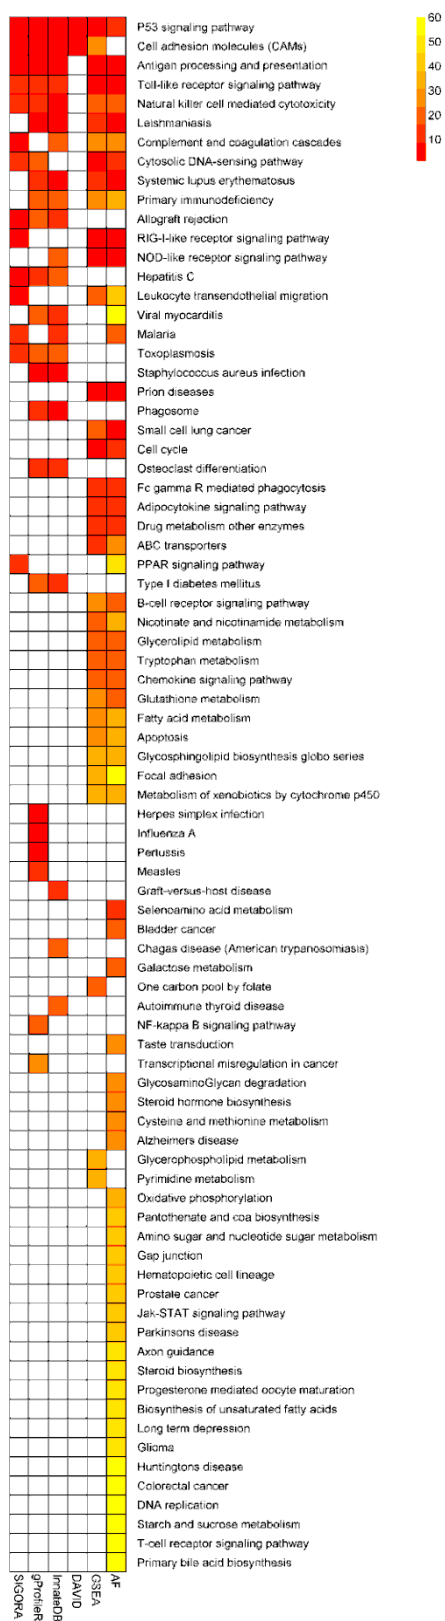 P53 signaling pathway
Cell adhesion molecules (CAMs)
Antigen processing and presentation
Toll-like receptor signaling pathway
Natural killer cell mediated cytotoxicity
Leishmaniasis
Complement and coagulation cascades
Cytosolic DNA-sensing pathway
Systemic lupus erythematosus
Primary immunodeficiency
Allograft rejection
RIG-I-like receptor signaling pathway
NOD-like receptor signaling pathway
Hepatitis C
Leukocyte transendothelial migration
Viral myocarditis
Malaria
Toxoplasmosis
Staphylococcus aureus infection
Prion diseases
Phagosome
Small cell lung cancer
Cell cycle
Osteoclast differentiation
Fc gamma R mediated phagocytosis
Adipocytokine signaling pathway
Drug metabolism other enzymes
ABC transporters
PPAR signaling pathway
Type I diabetes mellitus
B-cell receptor signaling pathway
Nicotinate and nicotinamide metabolism
Glycerolipid metabolism
Tryptophan metabolism
Chemokine signaling pathway
Glutathione metabolism
Fatty acid metabolism
Apoptosis
Glycosphingolipid biosynthesis globo series
Focal adhesion
Metabolism of xenobiotics by cytochrome p450
Herpes simplex infection
Influenza A
Pertussis
Measles
Graft-versus-host disease
Selenoamino acid metabolism
Bladder cancer
Chagas disease (American trypanosomiasis)
Galactose metabolism
One carbon pool by folate
Autoimmune thyroid disease
NF-kappa B signaling pathway
Taste transduction
Transcriptional misregulation in cancer
GlycosaminoGlycan degradation
Steroid hormone biosynthesis
Cysteine and methionine metabolism
Alzheimers disease
Glycerophospholipid metabolism
Pyrimidine metabolism
Oxidative phosphorylation
Pantothenate and coa biosynthesis
Amino sugar and nucleotide sugar metabolism
Gap junction
Hematopoietic cell lineage
Prostate cancer
Jak-STAT signaling pathway
Parkinsons disease
Axon guidance
Steroid biosynthesis
Progesterone mediated oocyte maturation
Biosynthesis of unsaturated fatty acids
Long term depression
Glioma
Huntingtons disease
Colorectal cancer
DNA replication
Starch and sucrose metabolism
T-cell receptor signaling pathway
Primary bile acid biosynthesis
SIGORA
gProfileR
InnateDB
DAVID
GSEA
AF
60
50
40
30
20
10